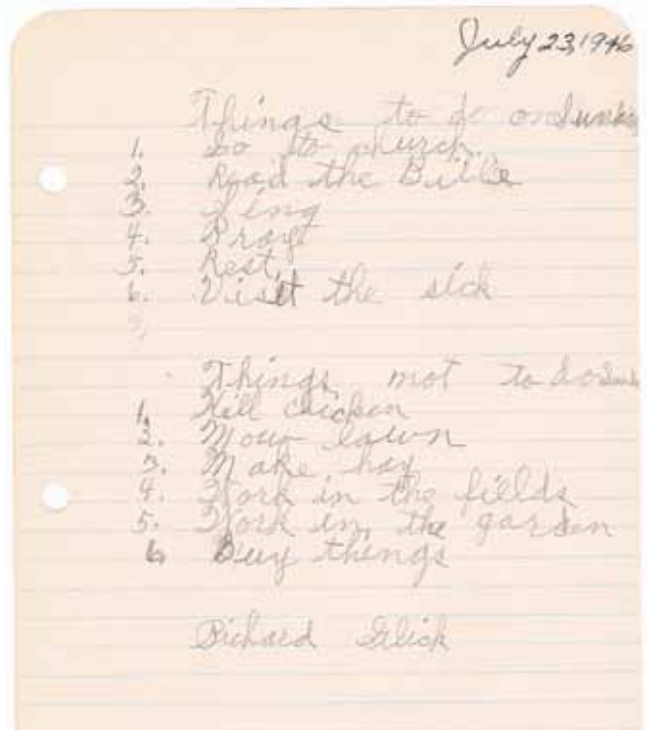 July 23, 1946
Things to do on Sunday
1. Go to church.
2. Read the Bible
3. Sing
4. Pray
5. Rest
6. Visit the sick
7.
Things not to do
1. Kill chicken
2. Mow lawn
3. Make hay
4. Work in the fields
5. Work in the garden
6 Buy things
Richard Glick